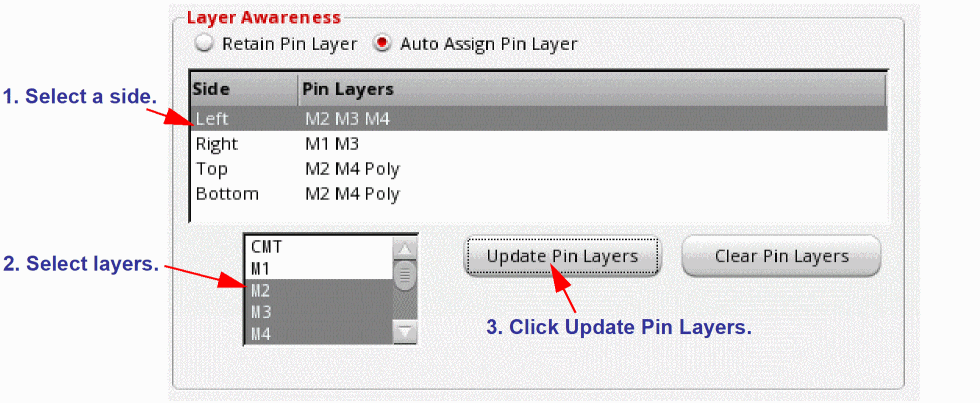 Layer Awareness
Retain Pin Layer Auto Assign Pin Layer
Side Pin Layers
1. Select a side.
Left M2 M3 M4
Right M1 M3
Top M2 M4 Poly
Bottom M2 M4 Poly
CMT
M1
2. Select layers.
M2
M3
M4
Update Pin Layers Clear Pin Layers
3. Click Update Pin Layers.